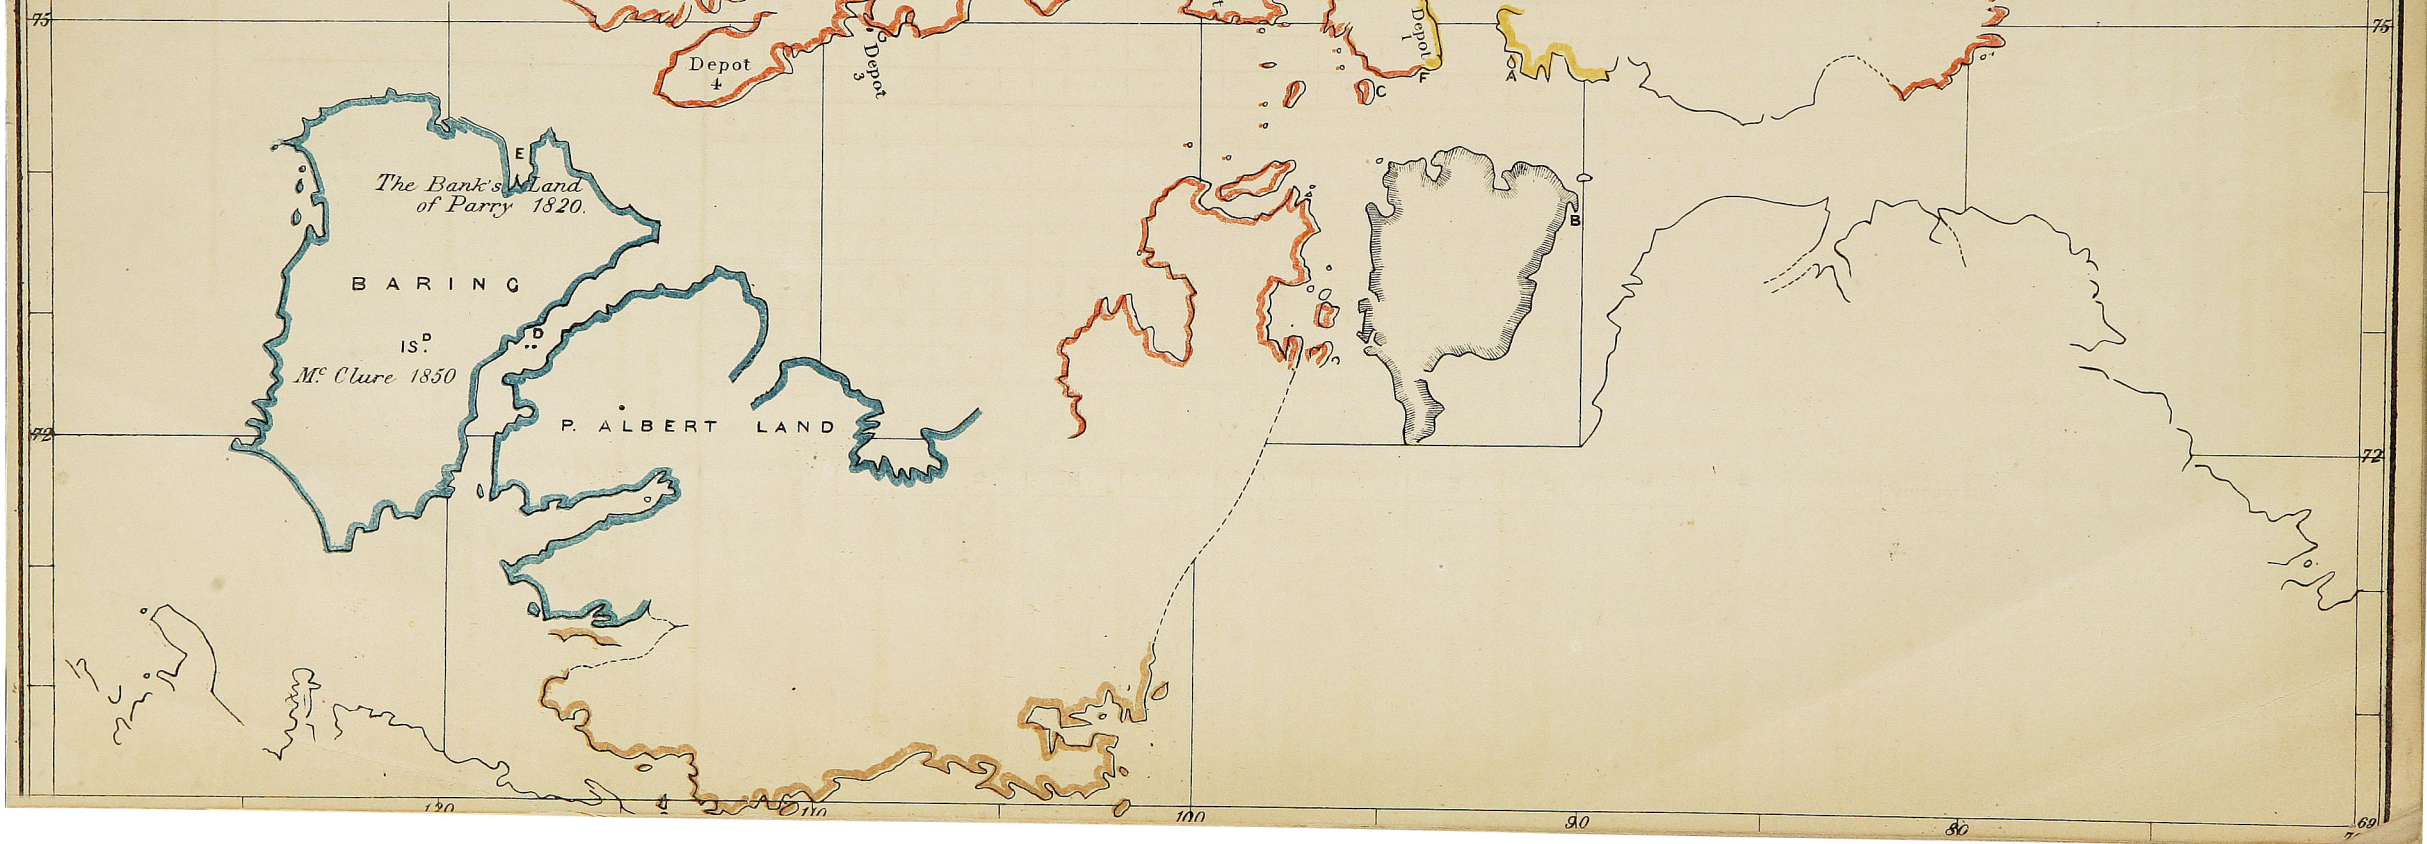 75
75
Depot
1
Depot
4
Depot
3
F
A
C
E
The Bank's Land
of Parry 1820.
B
BARING
D
IS.D
Mc. Clure 1850
P. ALBERT LAND
72
72
120
110
100
90
80
69